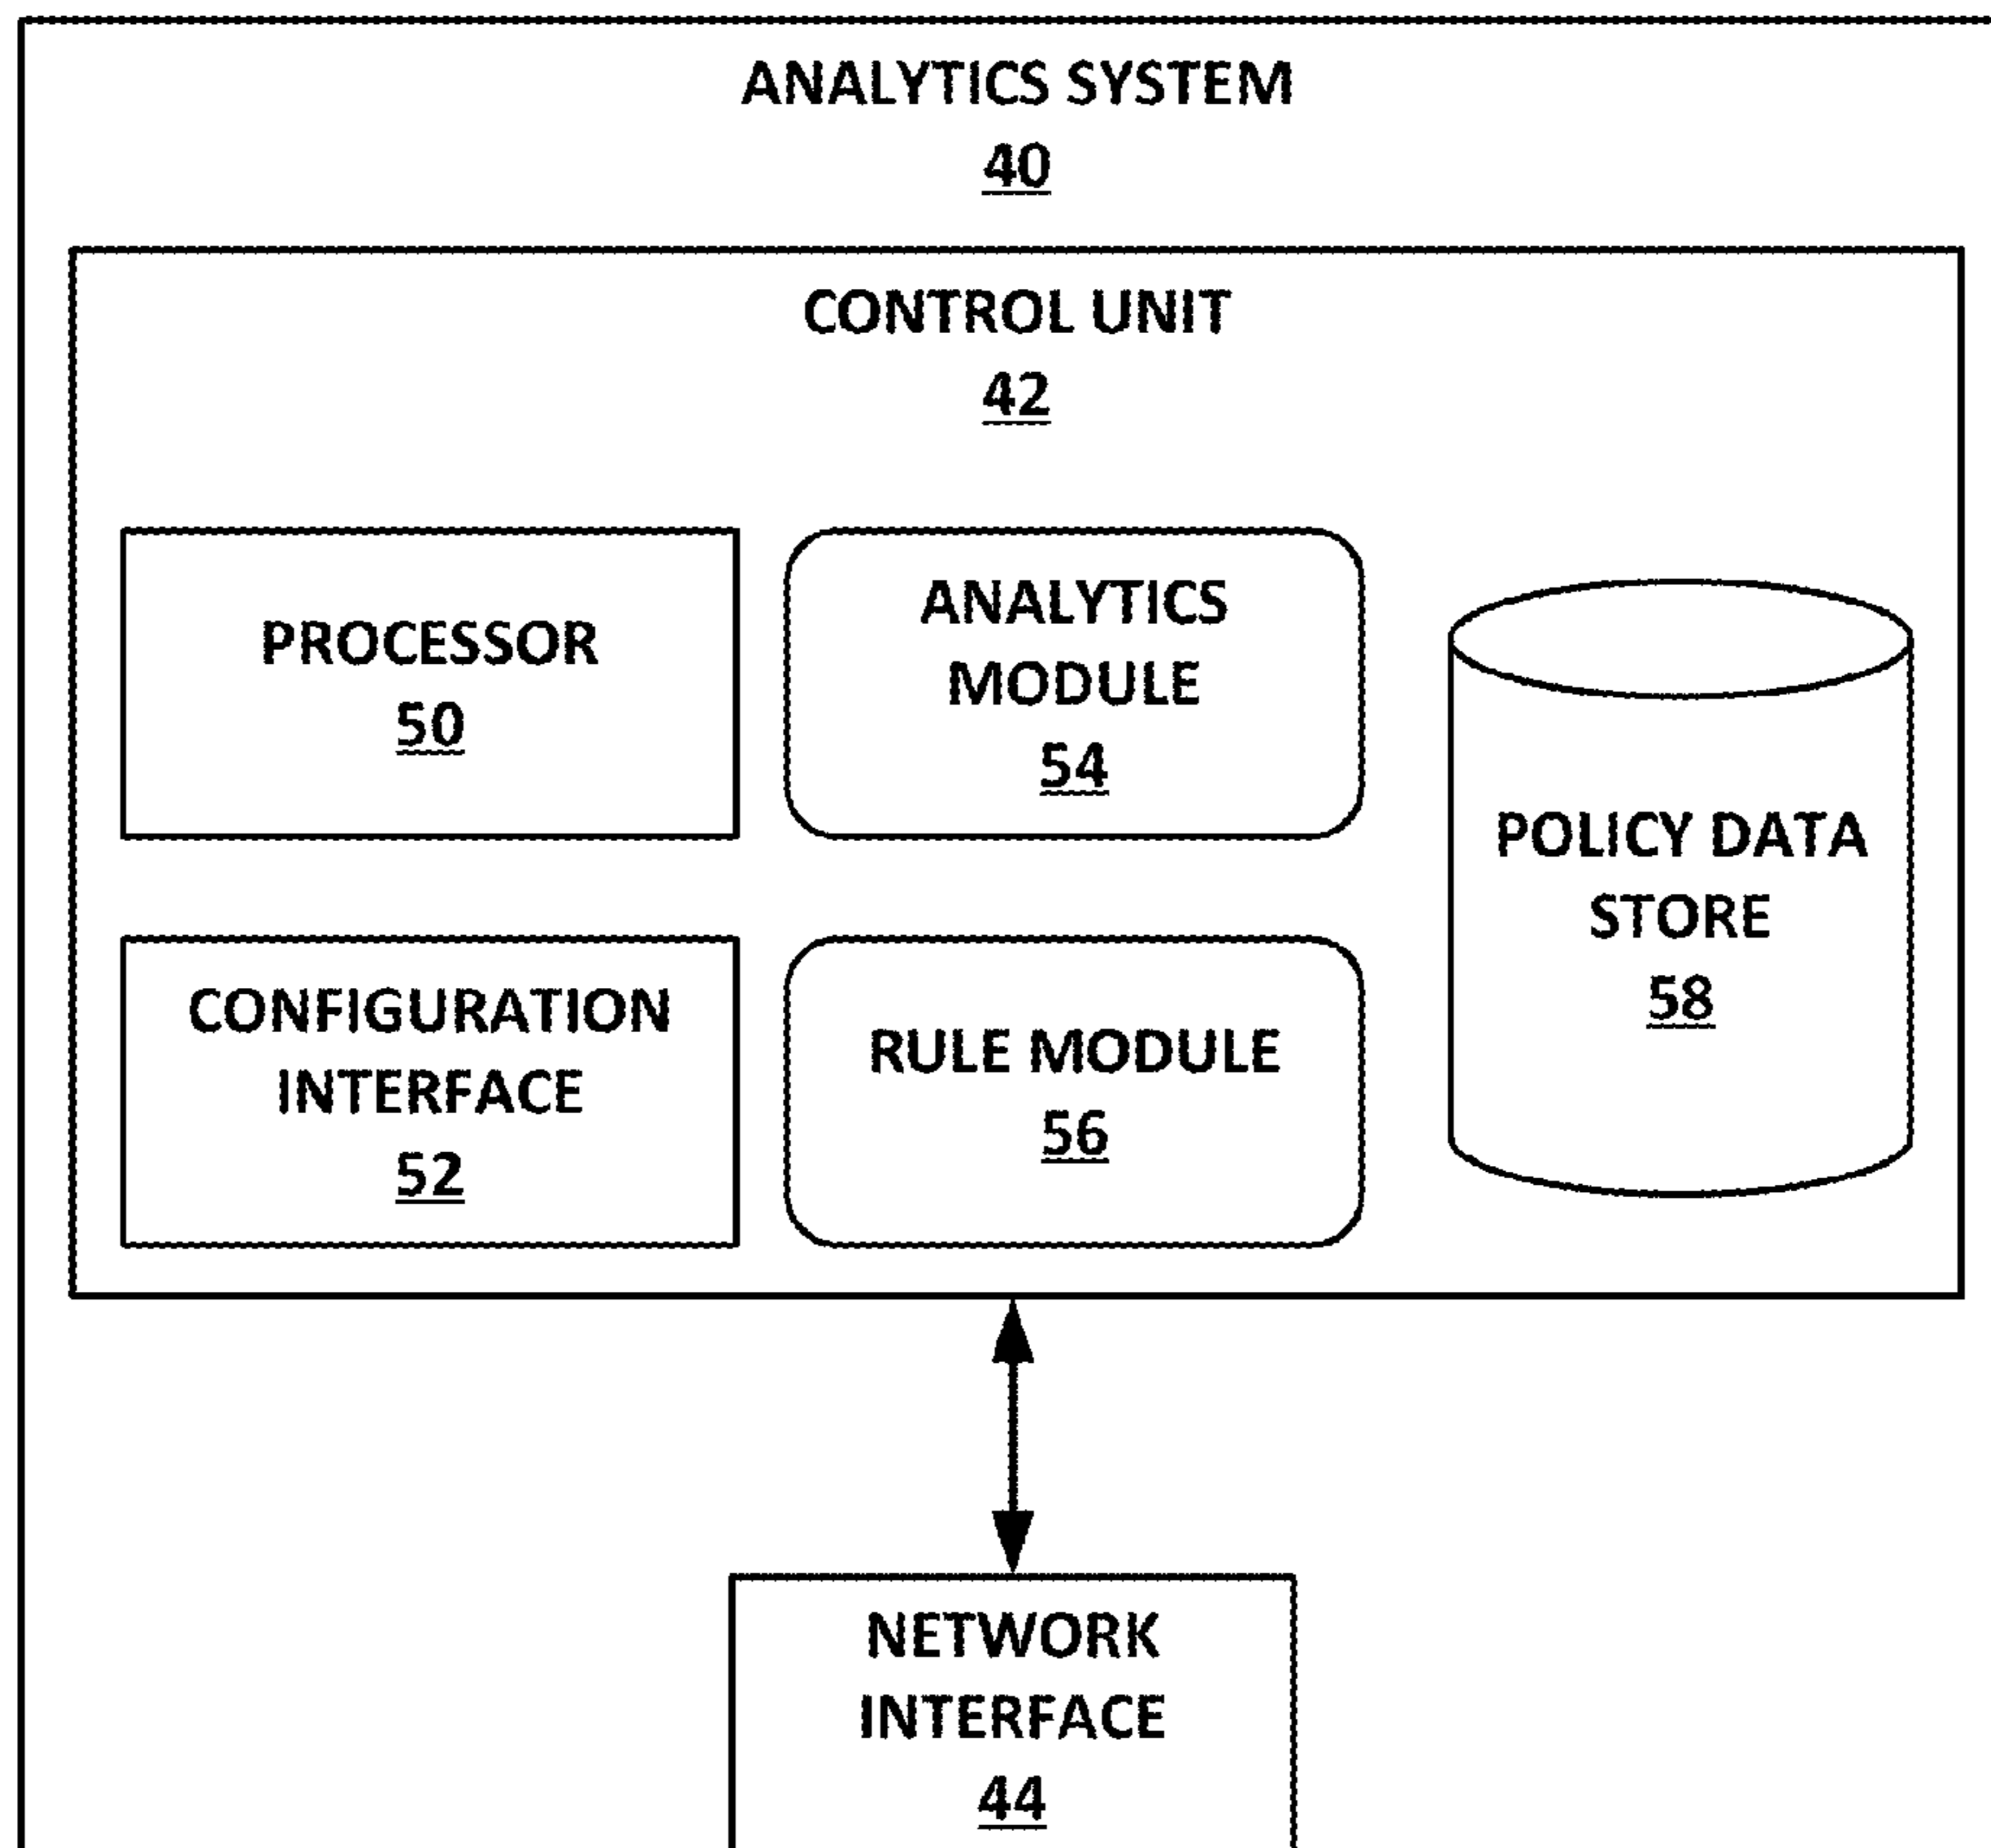 ANALYTICS SYSTEM
40
CONTROL UNIT
42
PROCESSOR
50
ANALYTICS
MODULE
54
CONFIGURATION
INTERFACE
52
RULE MODULE
56
POLICY DATA
STORE
58
NETWORK
INTERFACE
44